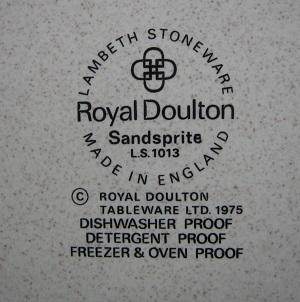 LAMBETH STONEWARE
Royal Doulton
Sandsprite
L.S.1013
MADE IN ENGLAND
© ROYAL DOULTON
TABLEWARE LTD. 1975
DISHWASHER PROOF
DETERGENT PROOF
FREEZER & OVEN PROOF